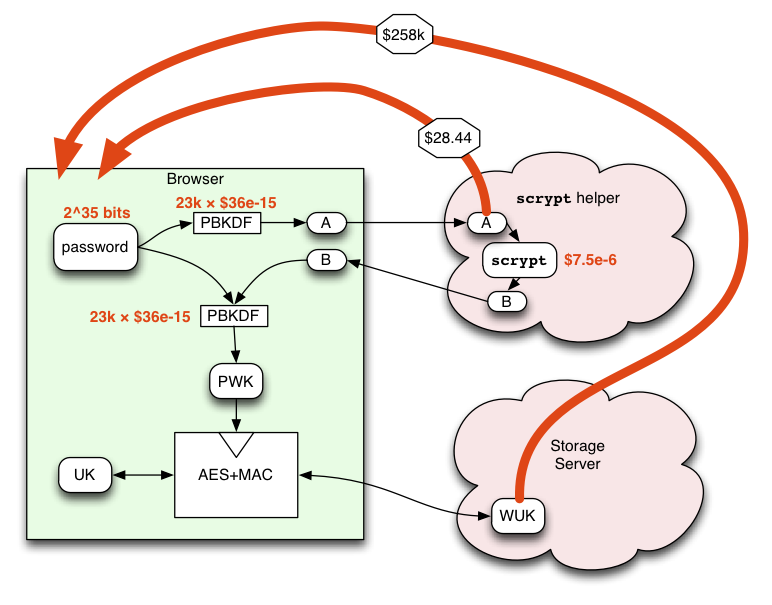 $258k
$28.44
Browser
scrypt helper
2^35 bits
23k × $36e-15
password
PBKDF
A
A
B
scrypt
$7.5e-6
B
23k × $36e-15
PBKDF
PWK
Storage
Server
UK
AES+MAC
WUK